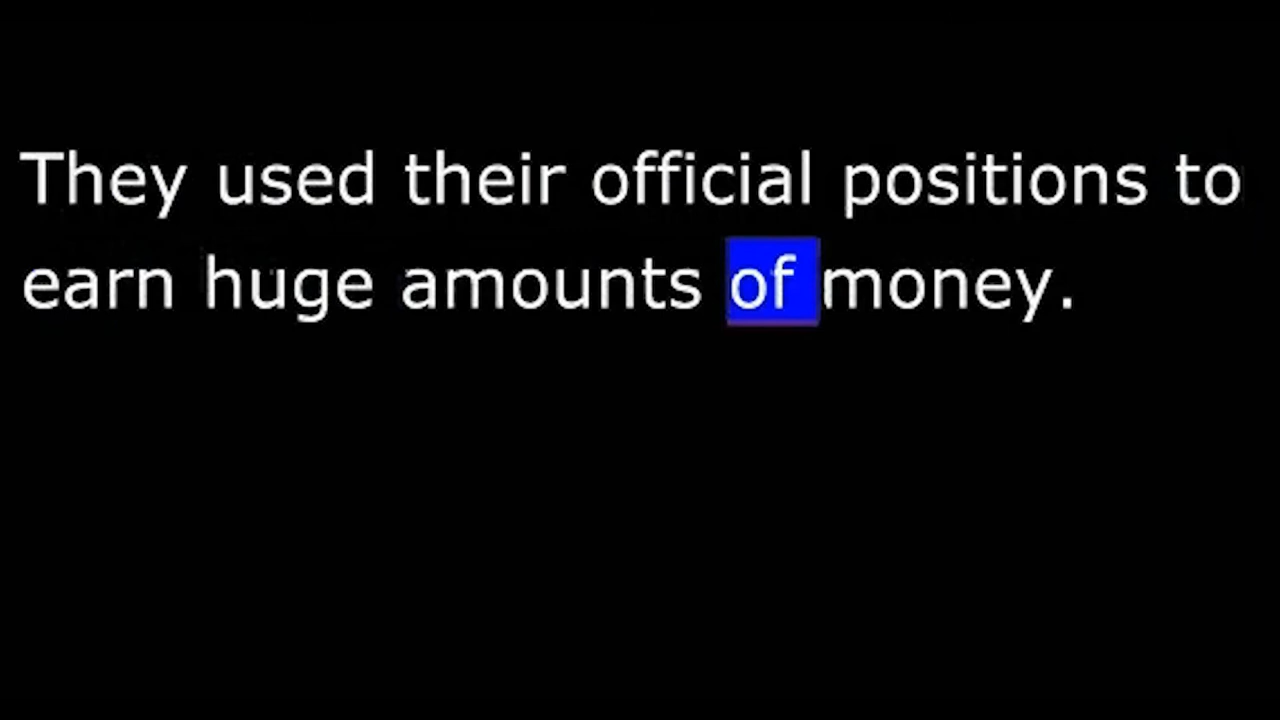 They used their official positions to
earn huge amounts of money.